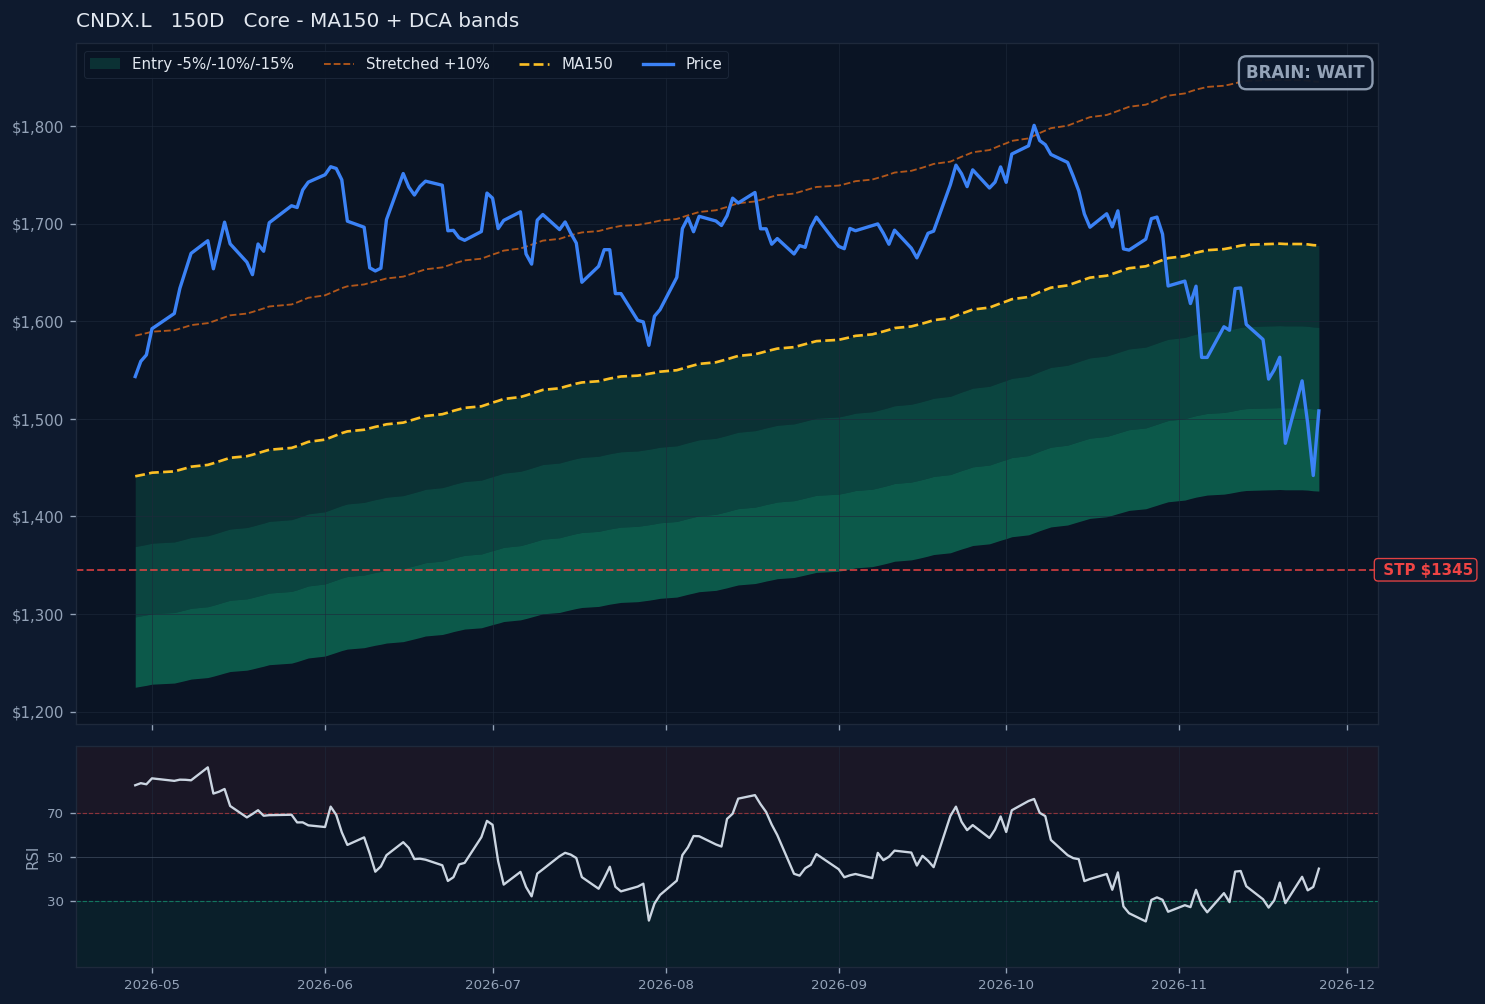 CNDX.L   150D   Core - MA150 + DCA bands
Entry -5%/-10%/-15%   Stretched +10%   MA150   Price
BRAIN: WAIT
$1,800
$1,700
$1,600
$1,500
$1,400
STP $1345
$1,300
$1,200
70
50
30
RSI
2026-05   2026-06   2026-07   2026-08   2026-09   2026-10   2026-11   2026-12